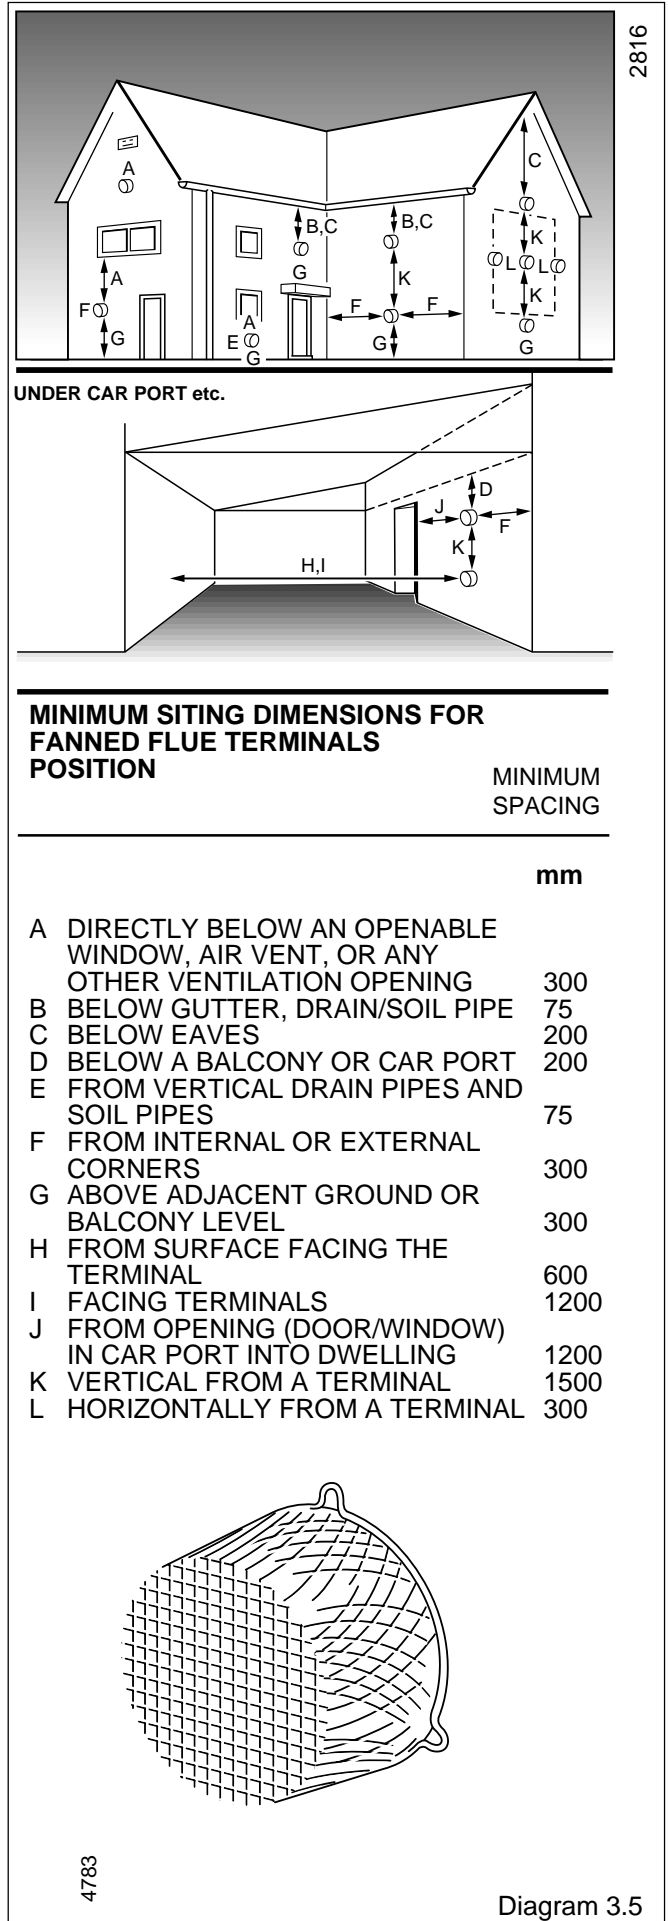 2816
A
B,C
B,C
C
A
G
K
K
F
F
F
L
L
G
A
E
G
G
K
G
UNDER CAR PORT etc.
D
J
F
K
H,I
MINIMUM SITING DIMENSIONS FOR
FANNED FLUE TERMINALS
POSITION
MINIMUM
SPACING
mm
A DIRECTLY BELOW AN OPENABLE
WINDOW, AIR VENT, OR ANY
OTHER VENTILATION OPENING 300
B BELOW GUTTER, DRAIN/SOIL PIPE 75
C BELOW EAVES 200
D BELOW A BALCONY OR CAR PORT 200
E FROM VERTICAL DRAIN PIPES AND
SOIL PIPES 75
F FROM INTERNAL OR EXTERNAL
CORNERS 300
G ABOVE ADJACENT GROUND OR
BALCONY LEVEL 300
H FROM SURFACE FACING THE
TERMINAL 600
I FACING TERMINALS 1200
J FROM OPENING (DOOR/WINDOW)
IN CAR PORT INTO DWELLING 1200
K VERTICAL FROM A TERMINAL 1500
L HORIZONTALLY FROM A TERMINAL 300
4783
Diagram 3.5